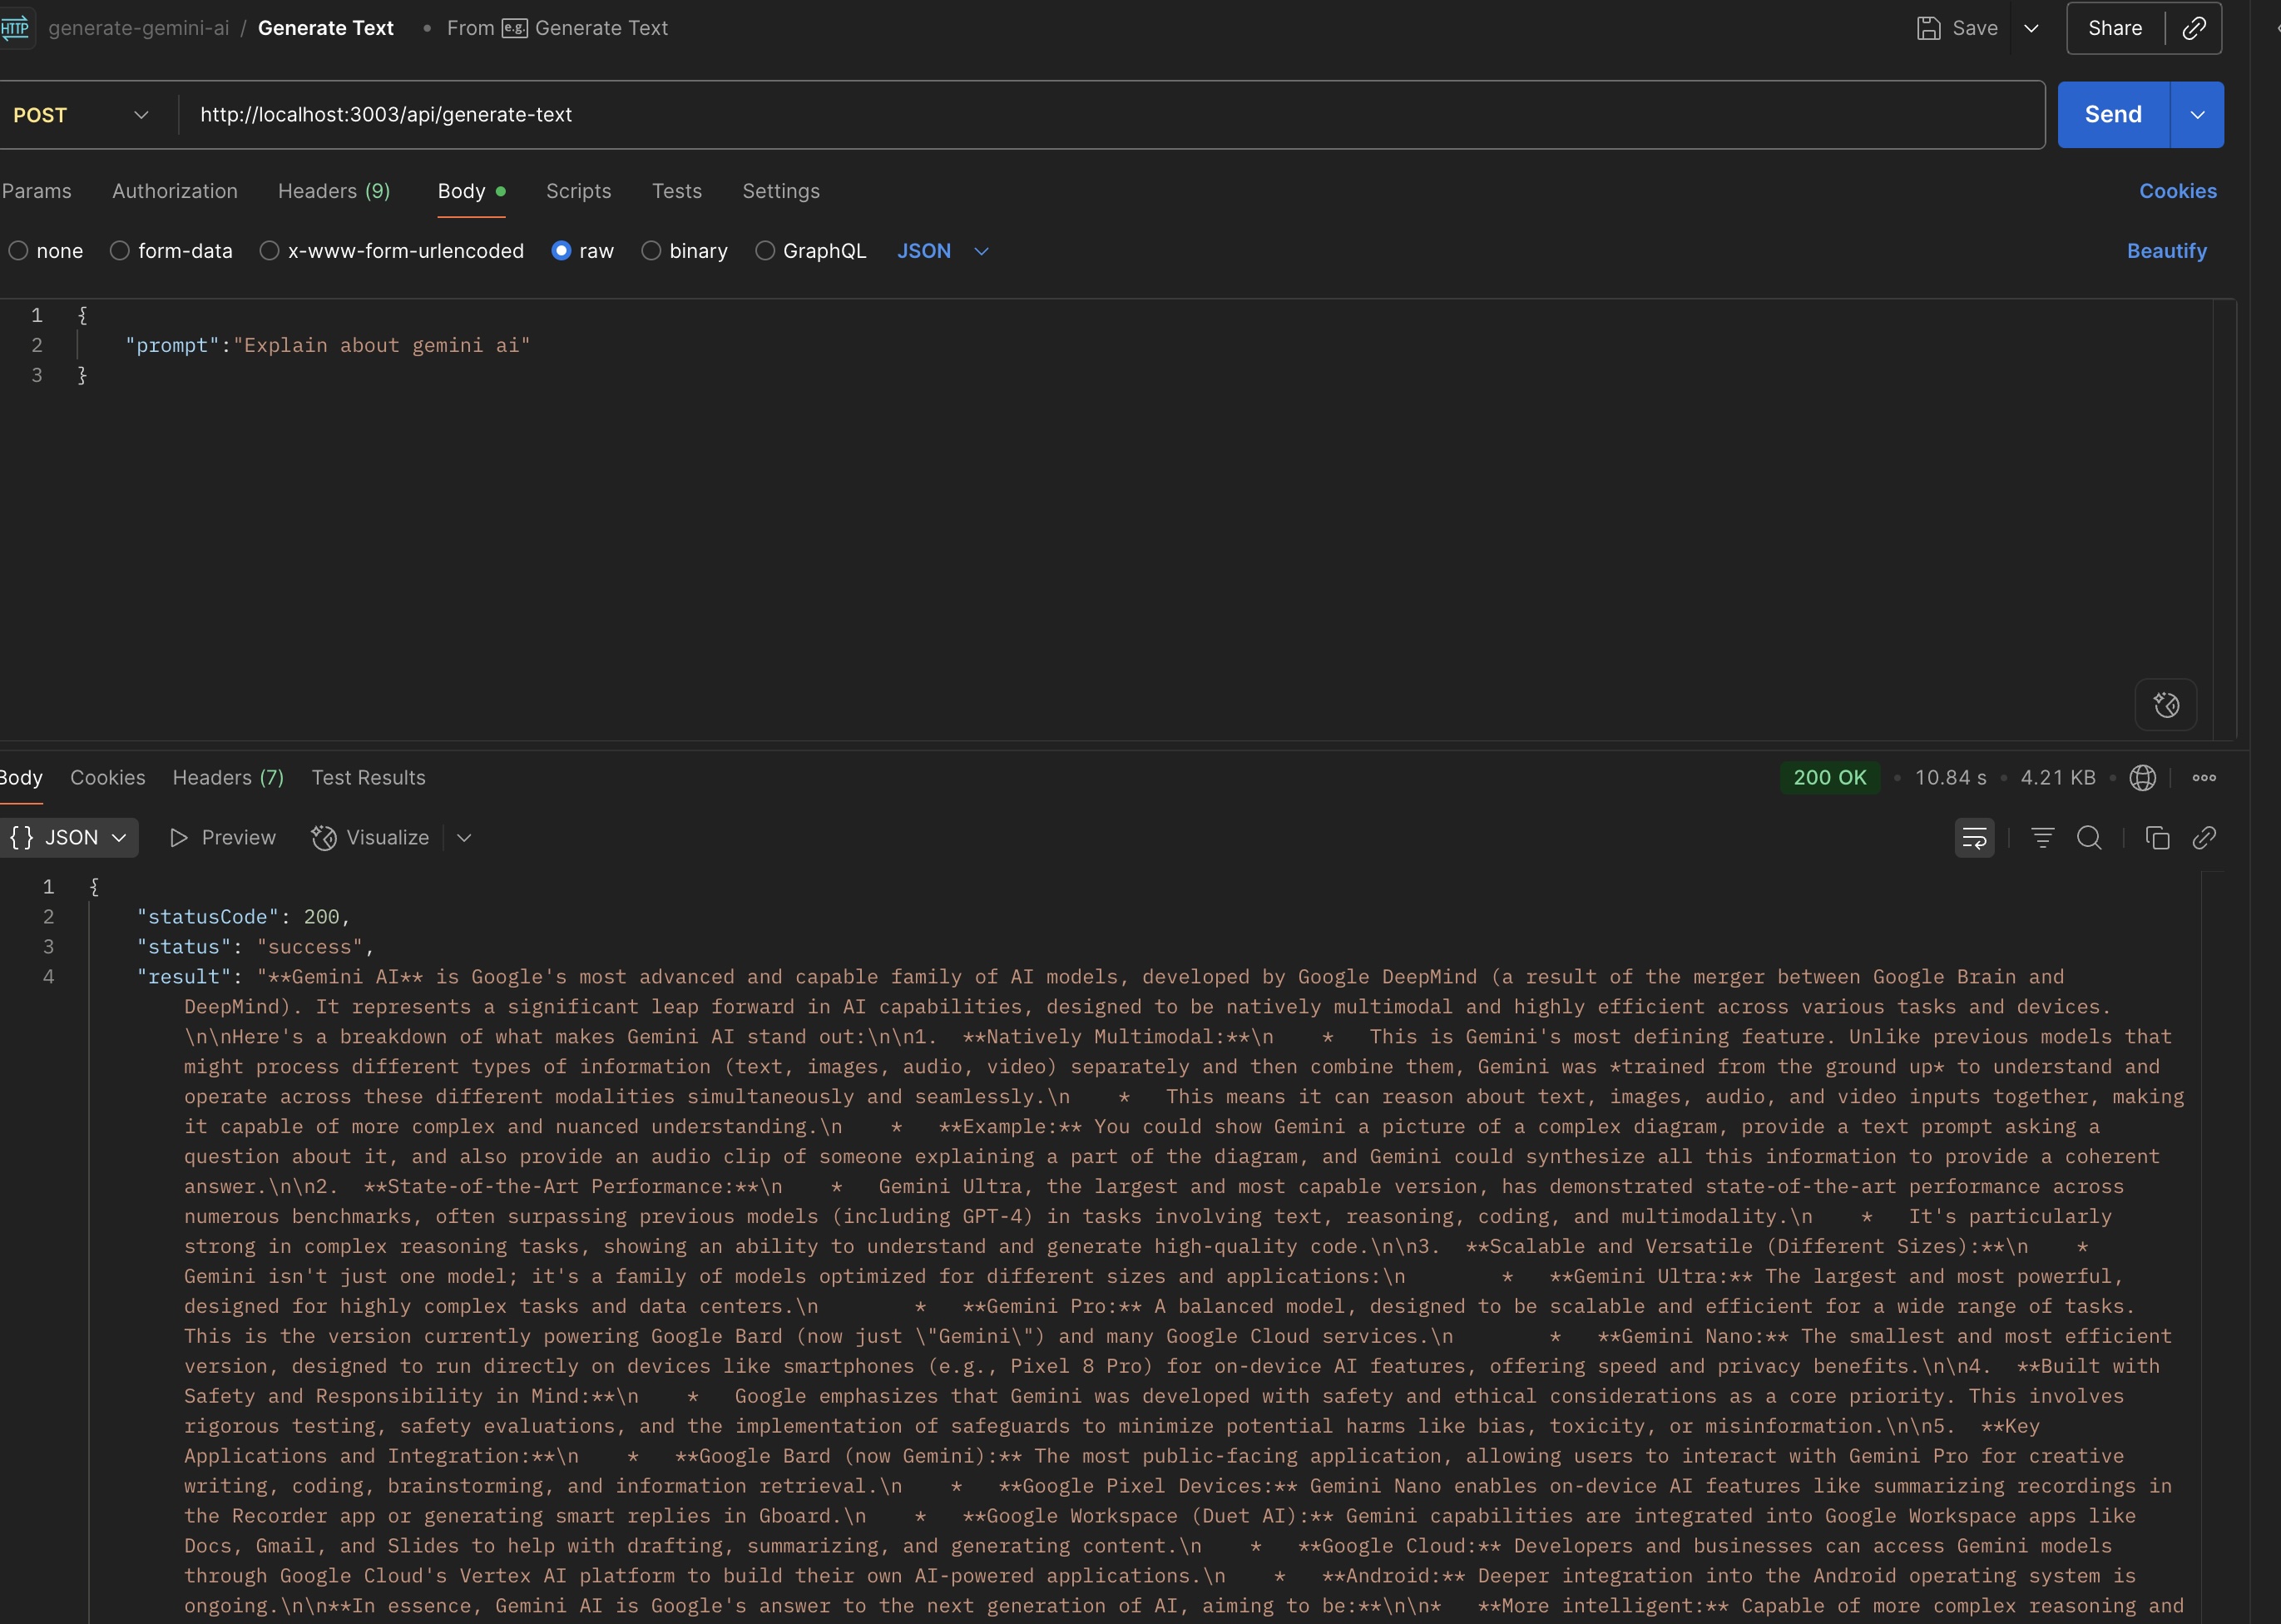 HTTP generate-gemini-ai / Generate Text • From e.g. Generate Text Save Share
POST http://localhost:3003/api/generate-text Send
Params Authorization Headers (9) Body Scripts Tests Settings Cookies
none form-data x-www-form-urlencoded raw binary GraphQL JSON Beautify
1 {
2 "prompt":"Explain about gemini ai"
3 }
Body Cookies Headers (7) Test Results 200 OK • 10.84 s • 4.21 KB •
{} JSON Preview Visualize
1 {
2 "statusCode": 200,
3 "status": "success",
4 "result": "**Gemini AI** is Google's most advanced and capable family of AI models, developed by Google DeepMind (a result of the merger between Google Brain and
DeepMind). It represents a significant leap forward in AI capabilities, designed to be natively multimodal and highly efficient across various tasks and devices.
\n\nHere's a breakdown of what makes Gemini AI stand out:\n\n1.  **Natively Multimodal:**\n    *   This is Gemini's most defining feature. Unlike previous models that
might process different types of information (text, images, audio, video) separately and then combine them, Gemini was *trained from the ground up* to understand and
operate across these different modalities simultaneously and seamlessly.\n    *   This means it can reason about text, images, audio, and video inputs together, making
it capable of more complex and nuanced understanding.\n    *   **Example:** You could show Gemini a picture of a complex diagram, provide a text prompt asking a
question about it, and also provide an audio clip of someone explaining a part of the diagram, and Gemini could synthesize all this information to provide a coherent
answer.\n\n2.  **State-of-the-Art Performance:**\n    *   Gemini Ultra, the largest and most capable version, has demonstrated state-of-the-art performance across
numerous benchmarks, often surpassing previous models (including GPT-4) in tasks involving text, reasoning, coding, and multimodality.\n    *   It's particularly
strong in complex reasoning tasks, showing an ability to understand and generate high-quality code.\n\n3.  **Scalable and Versatile (Different Sizes):**\n    *
Gemini isn't just one model; it's a family of models optimized for different sizes and applications:\n        *   **Gemini Ultra:** The largest and most powerful,
designed for highly complex tasks and data centers.\n        *   **Gemini Pro:** A balanced model, designed to be scalable and efficient for a wide range of tasks.
This is the version currently powering Google Bard (now just \"Gemini\") and many Google Cloud services.\n        *   **Gemini Nano:** The smallest and most efficient
version, designed to run directly on devices like smartphones (e.g., Pixel 8 Pro) for on-device AI features, offering speed and privacy benefits.\n\n4.  **Built with
Safety and Responsibility in Mind:**\n    *   Google emphasizes that Gemini was developed with safety and ethical considerations as a core priority. This involves
rigorous testing, safety evaluations, and the implementation of safeguards to minimize potential harms like bias, toxicity, or misinformation.\n\n5.  **Key
Applications and Integration:**\n    *   **Google Bard (now Gemini):** The most public-facing application, allowing users to interact with Gemini Pro for creative
writing, coding, brainstorming, and information retrieval.\n    *   **Google Pixel Devices:** Gemini Nano enables on-device AI features like summarizing recordings in
the Recorder app or generating smart replies in Gboard.\n    *   **Google Workspace (Duet AI):** Gemini capabilities are integrated into Google Workspace apps like
Docs, Gmail, and Slides to help with drafting, summarizing, and generating content.\n    *   **Google Cloud:** Developers and businesses can access Gemini models
through Google Cloud's Vertex AI platform to build their own AI-powered applications.\n    *   **Android:** Deeper integration into the Android operating system is
ongoing.\n\n**In essence, Gemini AI is Google's answer to the next generation of AI, aiming to be:**\n\n*   **More intelligent:** Capable of more complex reasoning and